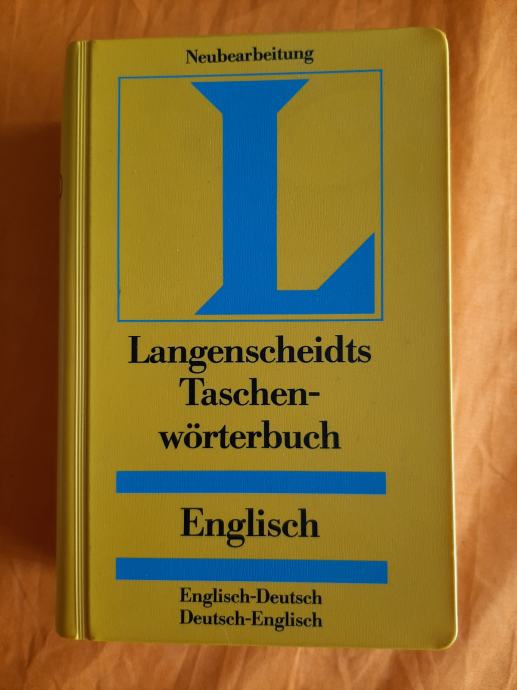 Neubearbeitung
L
Langenscheidts
Taschen-
wörterbuch
Englisch
Englisch-Deutsch
Deutsch-Englisch